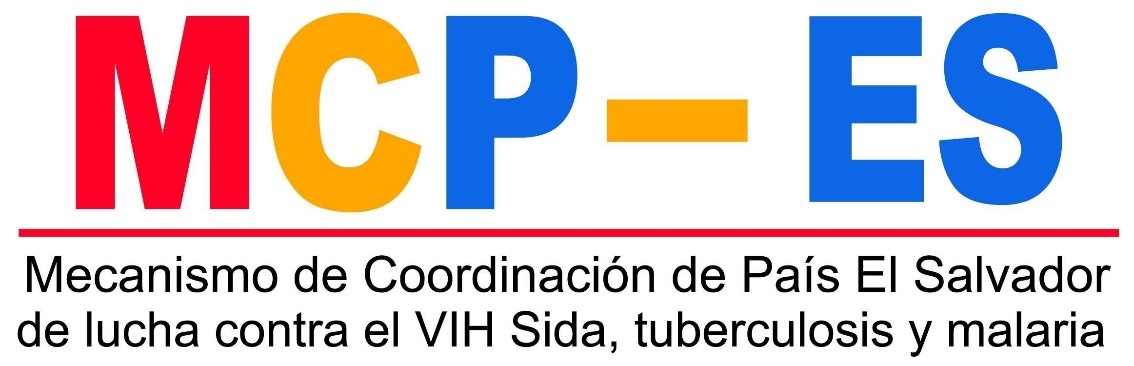 MCP- ES
Mecanismo de Coordinación de País El Salvador
de lucha contra el VIH Sida, tuberculosis y malaria